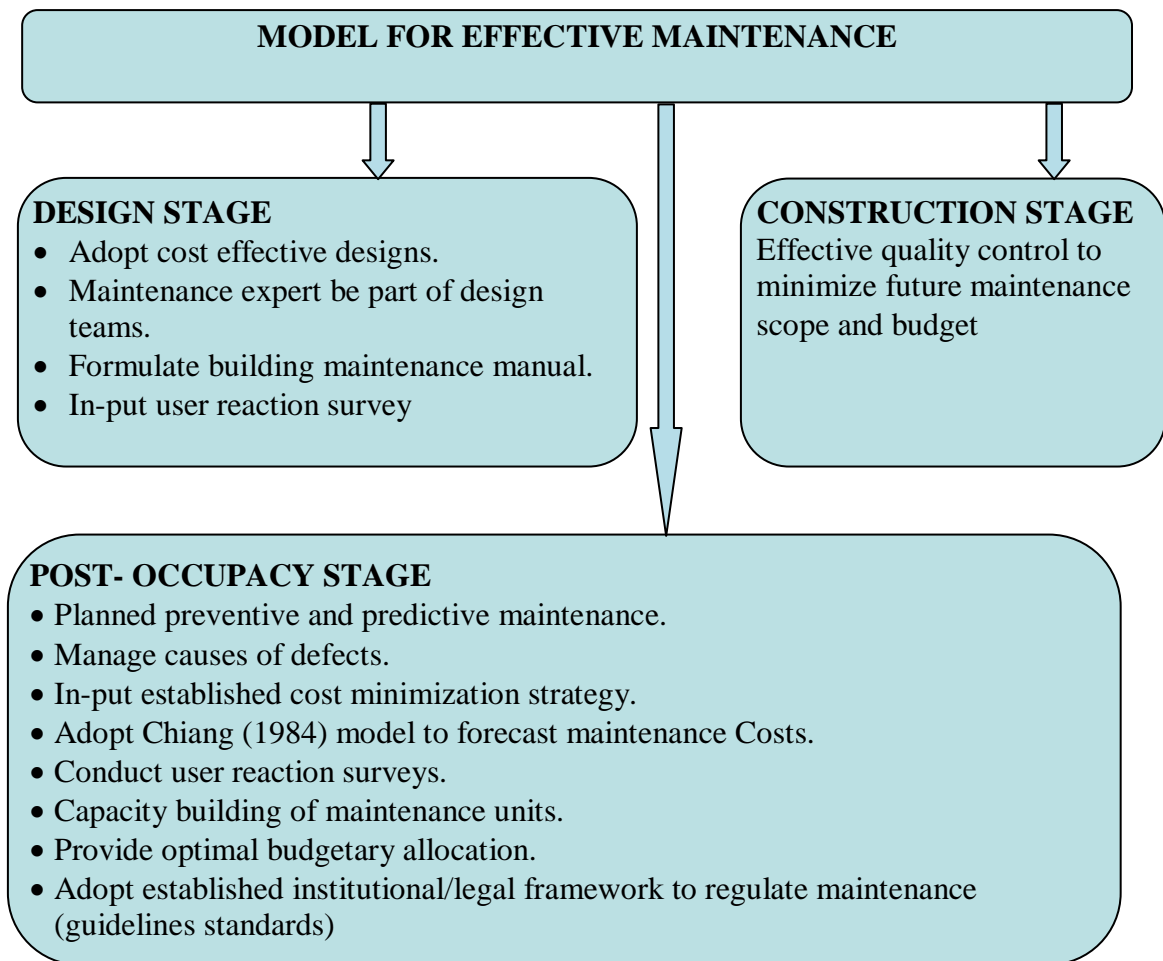 MODEL FOR EFFECTIVE MAINTENANCE
DESIGN STAGE
• Adopt cost effective designs.
• Maintenance expert be part of design
teams.
• Formulate building maintenance manual.
• In-put user reaction survey
CONSTRUCTION STAGE
Effective quality control to
minimize future maintenance
scope and budget
POST- OCCUPACY STAGE
• Planned preventive and predictive maintenance.
• Manage causes of defects.
• In-put established cost minimization strategy.
• Adopt Chiang (1984) model to forecast maintenance Costs.
• Conduct user reaction surveys.
• Capacity building of maintenance units.
• Provide optimal budgetary allocation.
• Adopt established institutional/legal framework to regulate maintenance
(guidelines standards)